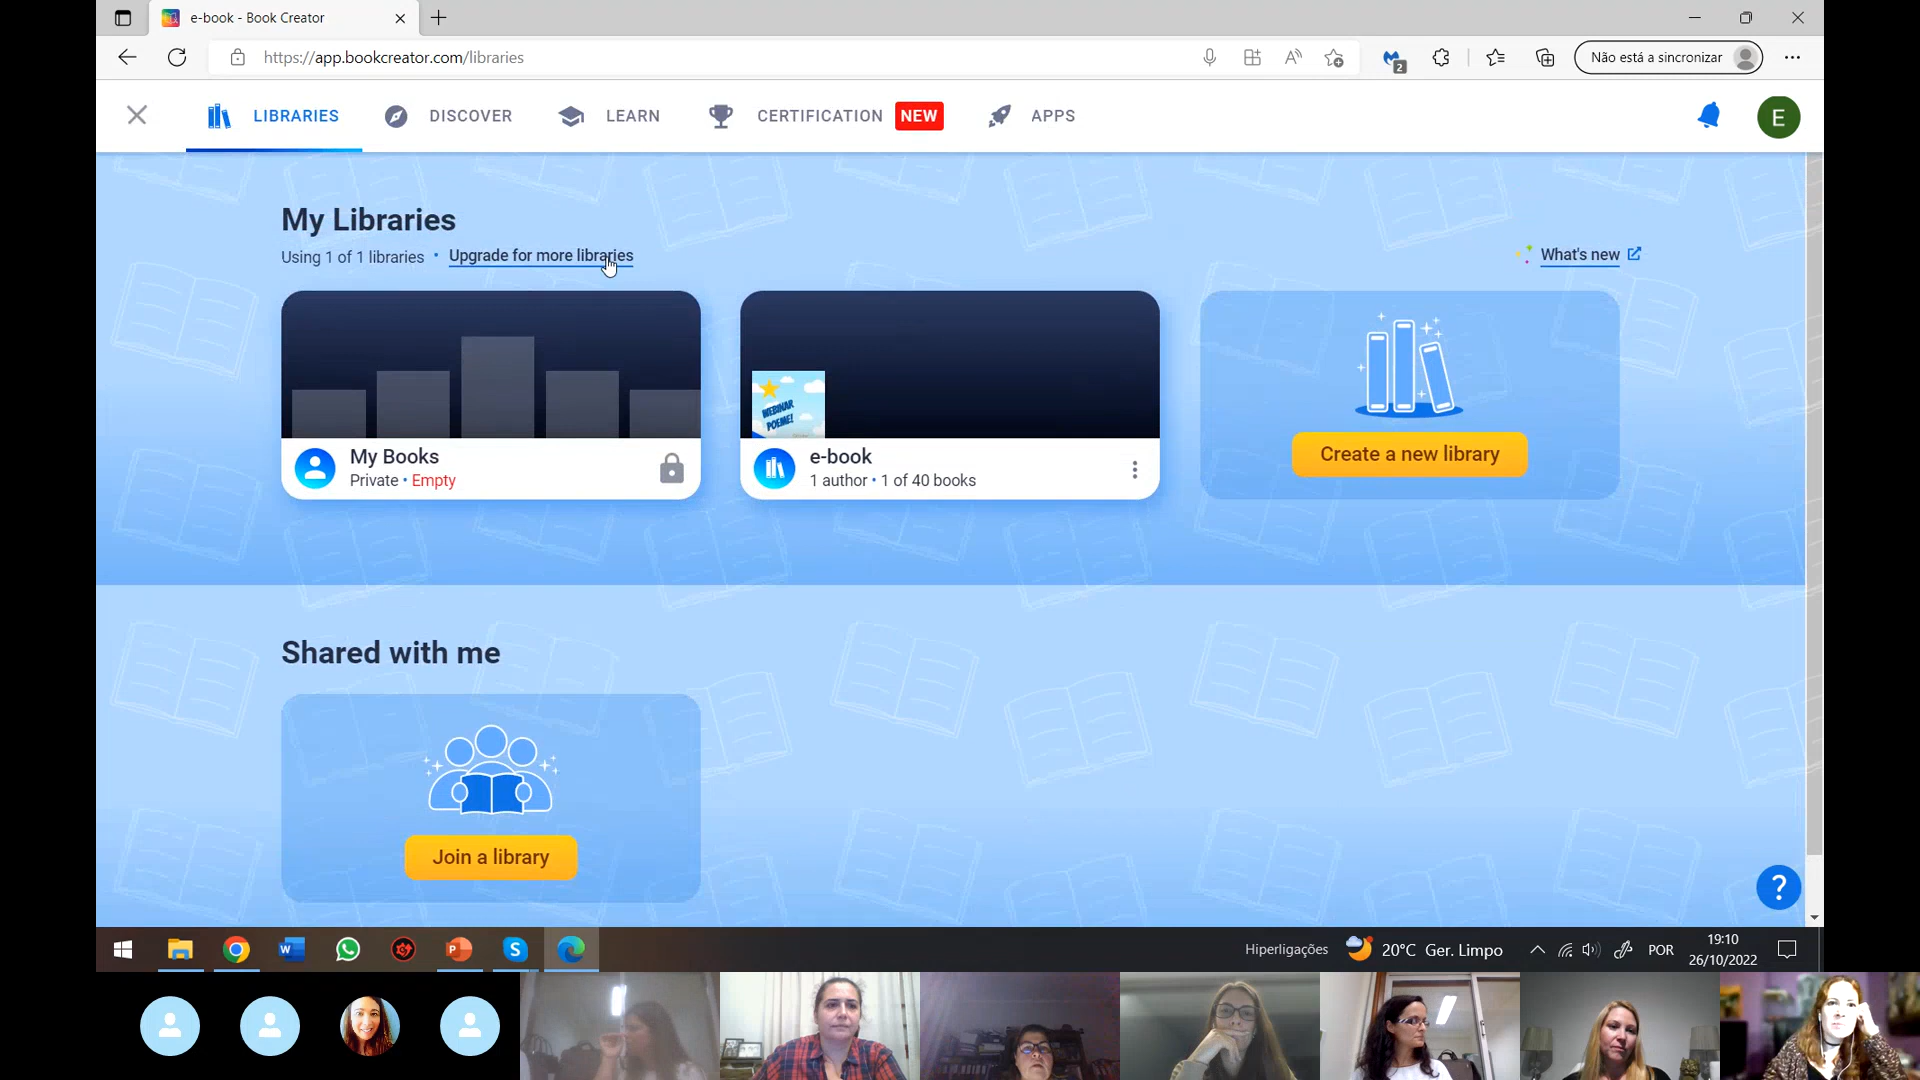 e-book - Book Creator
https://app.bookcreator.com/libraries
2
Não está a sincronizar
LIBRARIES
DISCOVER
LEARN
CERTIFICATION
NEW
APPS
E
My Libraries
Using 1 of 1 libraries • Upgrade for more libraries
What's new
WEBINAR
POEME!
My Books
Private • Empty
e-book
1 author • 1 of 40 books
Create a new library
Shared with me
Join a library
?
W
P
S
Hiperligações
20°C Ger. Limpo
POR
19:10
26/10/2022